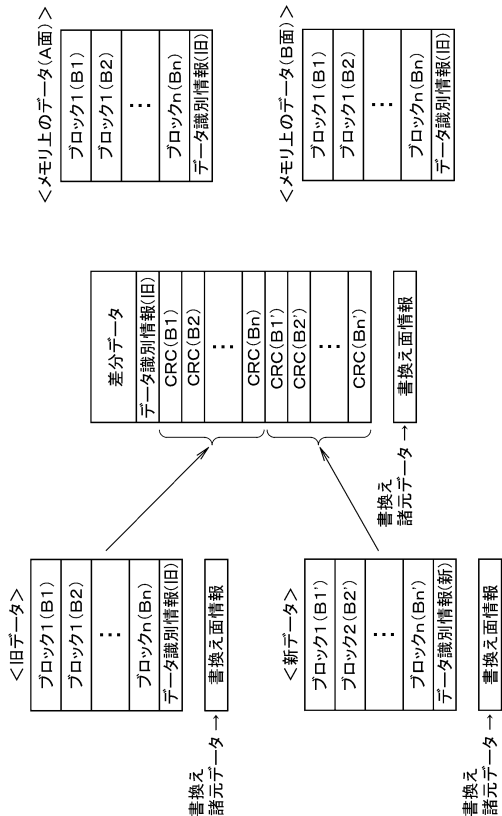 <旧データ>
ブロック1(B1)
ブロック1(B2)
⋮
ブロックn(Bn)
データ識別情報(旧)
書換え
諸元データ→
書換え面情報
<新データ>
ブロック1(B1')
ブロック2(B2')
⋮
ブロックn(Bn')
データ識別情報(新)
書換え
諸元データ→
書換え面情報
差分データ
データ識別情報(旧)
CRC(B1)
CRC(B2)
⋮
CRC(Bn)
CRC(B1')
CRC(B2')
⋮
CRC(Bn')
書換え
諸元データ→
書換え面情報
<メモリ上のデータ(A面)>
ブロック1(B1)
ブロック1(B2)
⋮
ブロックn(Bn)
データ識別情報(旧)
<メモリ上のデータ(B面)>
ブロック1(B1)
ブロック1(B2)
⋮
ブロックn(Bn)
データ識別情報(旧)